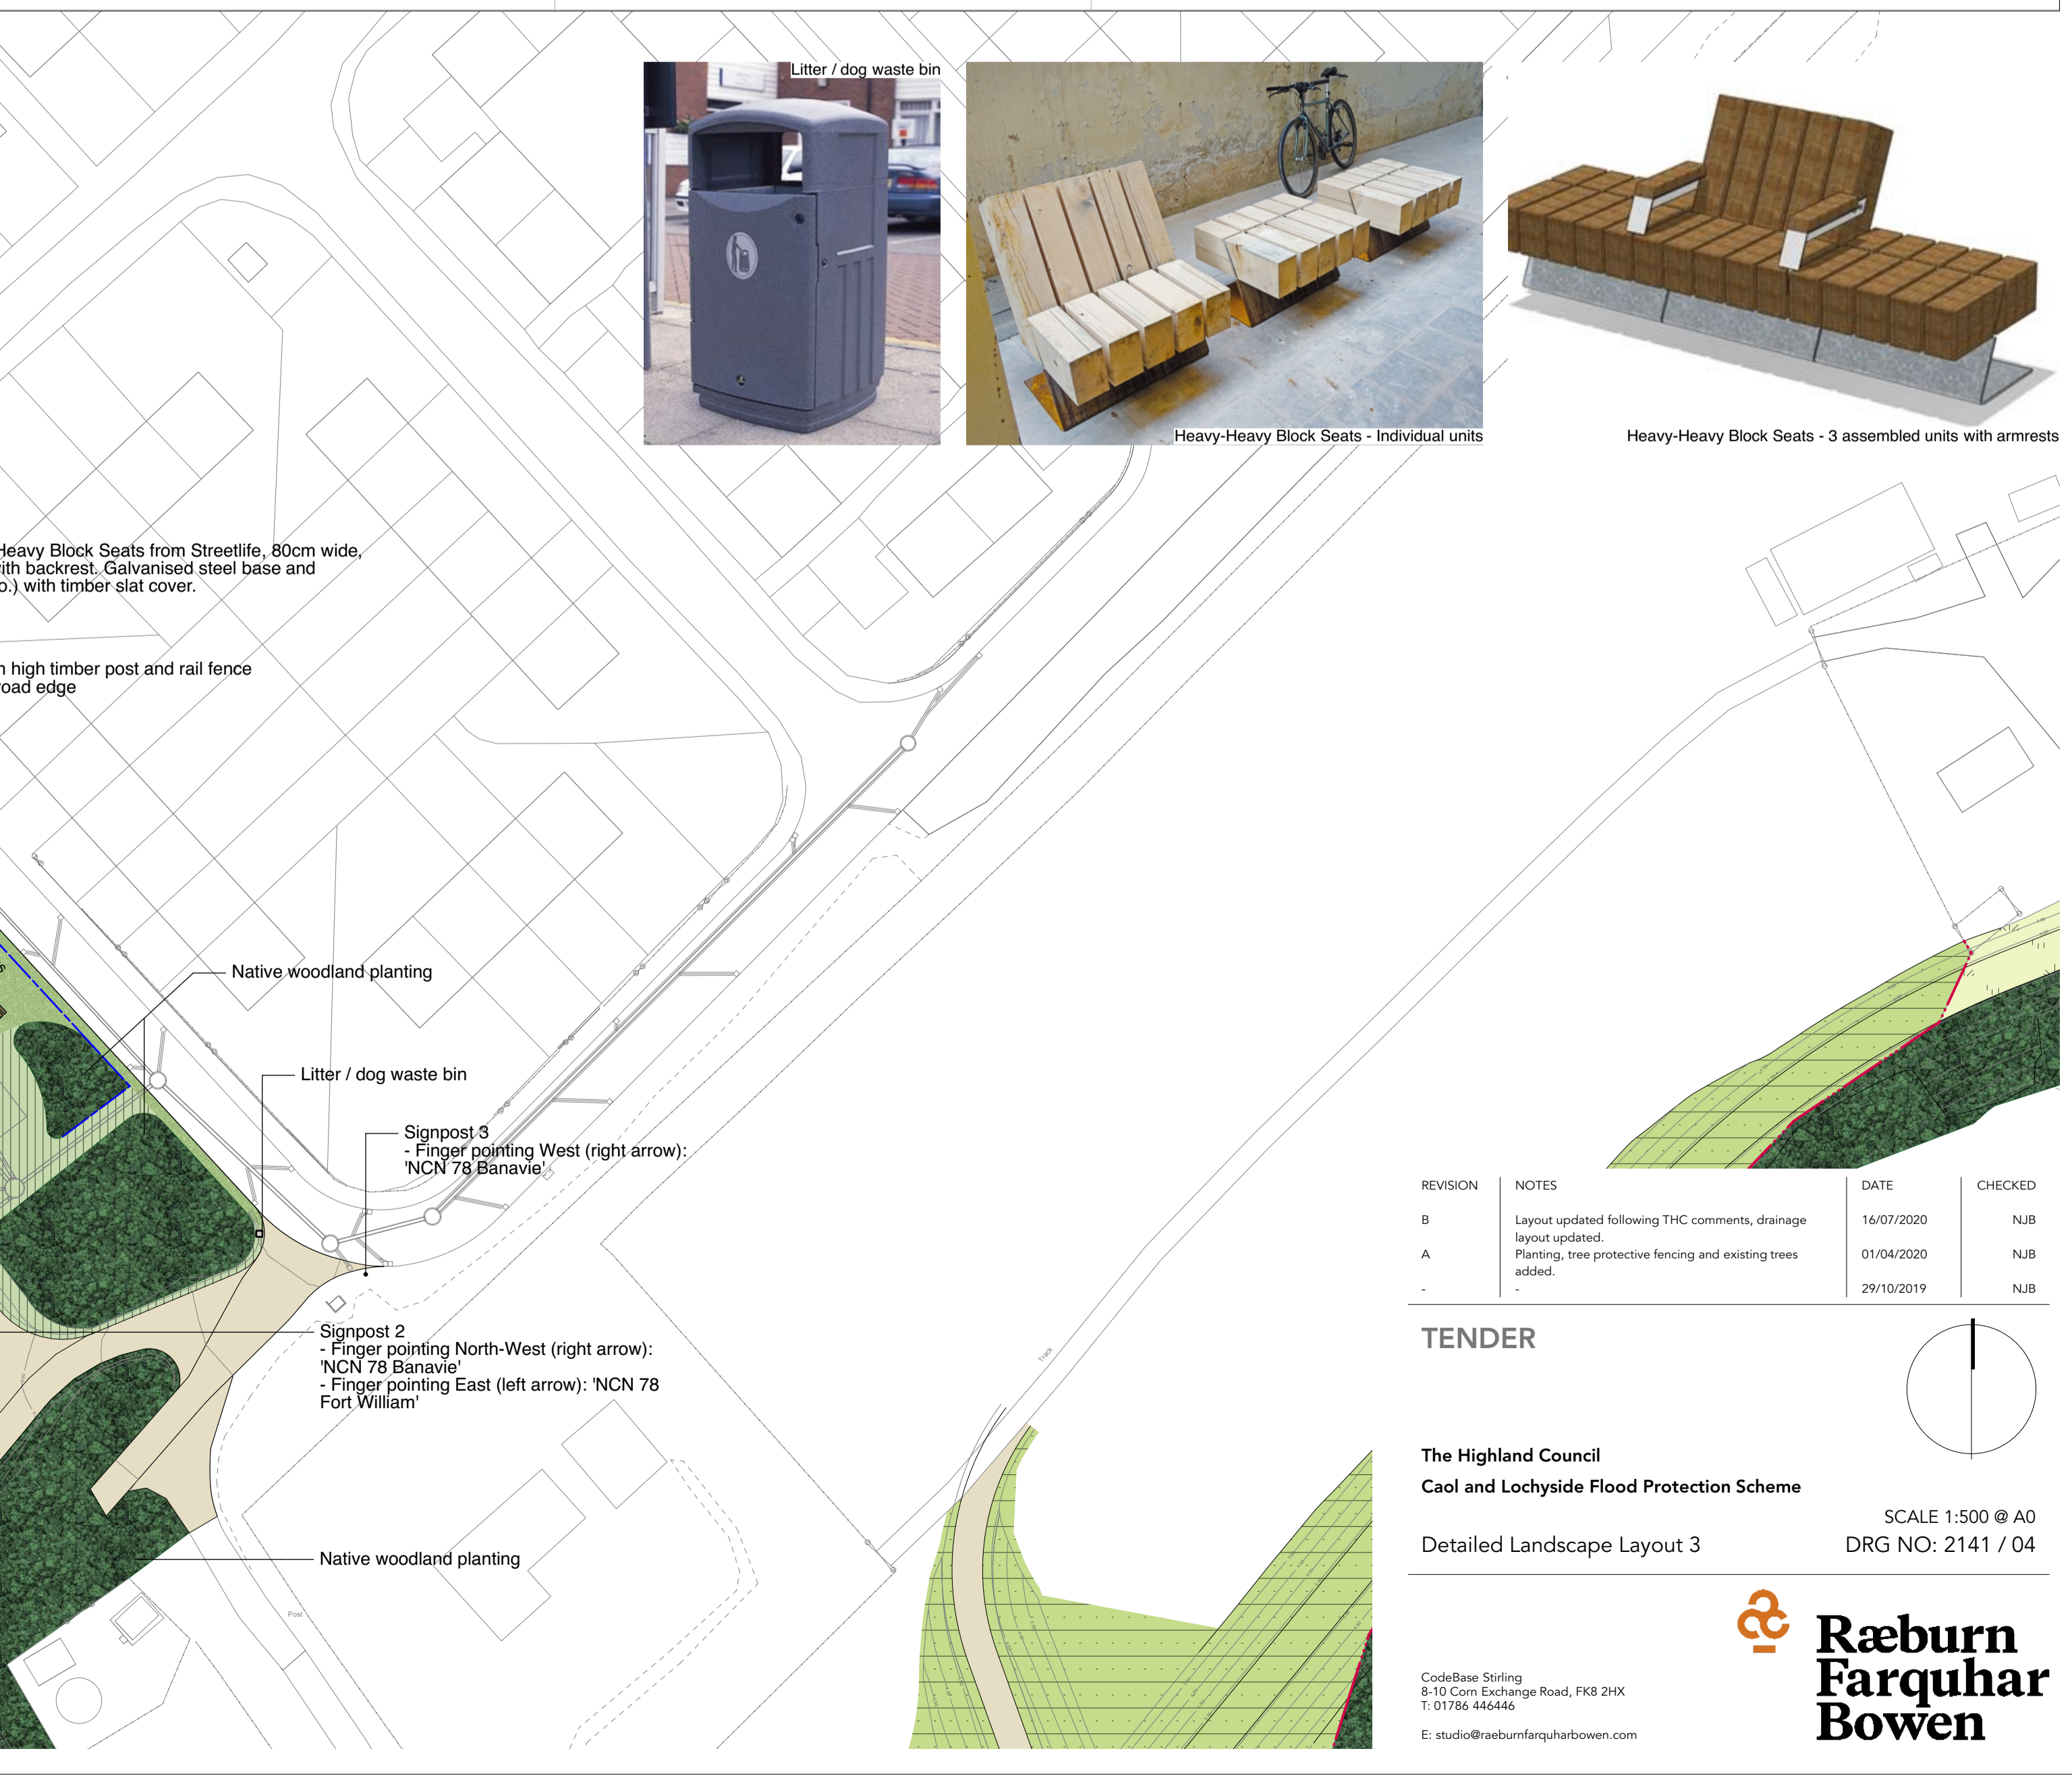 Litter / dog waste bin
Heavy-Heavy Block Seats - Individual units
Heavy-Heavy Block Seats - 3 assembled units with armrests
Heavy Block Seats from Streetlife, 80cm wide,
ith backrest. Galvanised steel base and
o.) with timber slat cover.
high timber post and rail fence
road edge
Native woodland planting
Litter / dog waste bin
Signpost 3
- Finger pointing West (right arrow):
'NCN 78 Banavie'
Signpost 2
- Finger pointing North-West (right arrow):
'NCN 78 Banavie'
- Finger pointing East (left arrow): 'NCN 78
Fort William'
Native woodland planting
Post
Track
REVISION NOTES DATE CHECKED
B Layout updated following THC comments, drainage 16/07/2020 NJB
layout updated.
A Planting, tree protective fencing and existing trees 01/04/2020 NJB
added.
- - 29/10/2019 NJB
TENDER
The Highland Council
Caol and Lochyside Flood Protection Scheme
SCALE 1:500 @ A0
Detailed Landscape Layout 3 DRG NO: 2141 / 04
CodeBase Stirling
8-10 Corn Exchange Road, FK8 2HX
T: 01786 446446
E: studio@raeburnfarquharbowen.com
Ræburn
Farquhar
Bowen